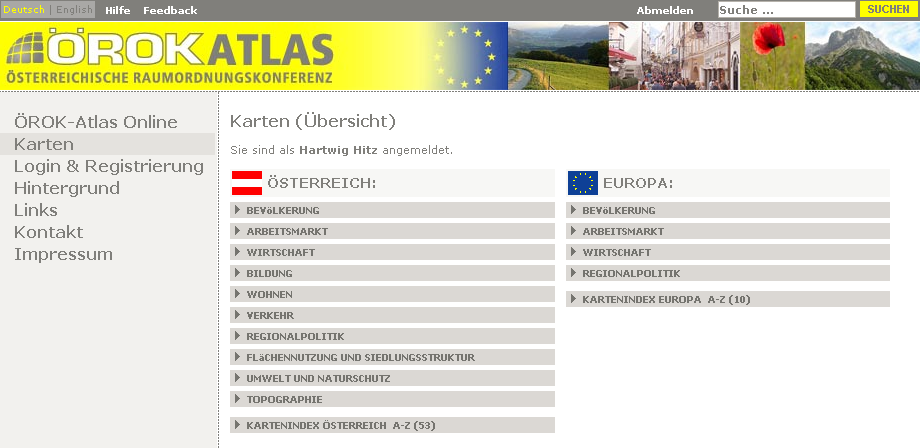 Deutsch | English Hilfe Feedback Abmelden Suche ... SUCHEN
ÖROK ATLAS
ÖSTERREICHISCHE RAUMORDNUNGSKONFERENZ
ÖROK-Atlas Online
Karten
Login & Registrierung
Hintergrund
Links
Kontakt
Impressum
Karten (Übersicht)
Sie sind als Hartwig Hitz angemeldet.
ÖSTERREICH:
BEVöLKERUNG
ARBEITSMARKT
WIRTSCHAFT
BILDUNG
WOHNEN
VERKEHR
REGIONALPOLITIK
FLäCHENNUTZUNG UND SIEDLUNGSSTRUKTUR
UMWELT UND NATURSCHUTZ
TOPOGRAPHIE
KARTENINDEX ÖSTERREICH A-Z (53)
EUROPA:
BEVöLKERUNG
ARBEITSMARKT
WIRTSCHAFT
REGIONALPOLITIK
KARTENINDEX EUROPA A-Z (10)